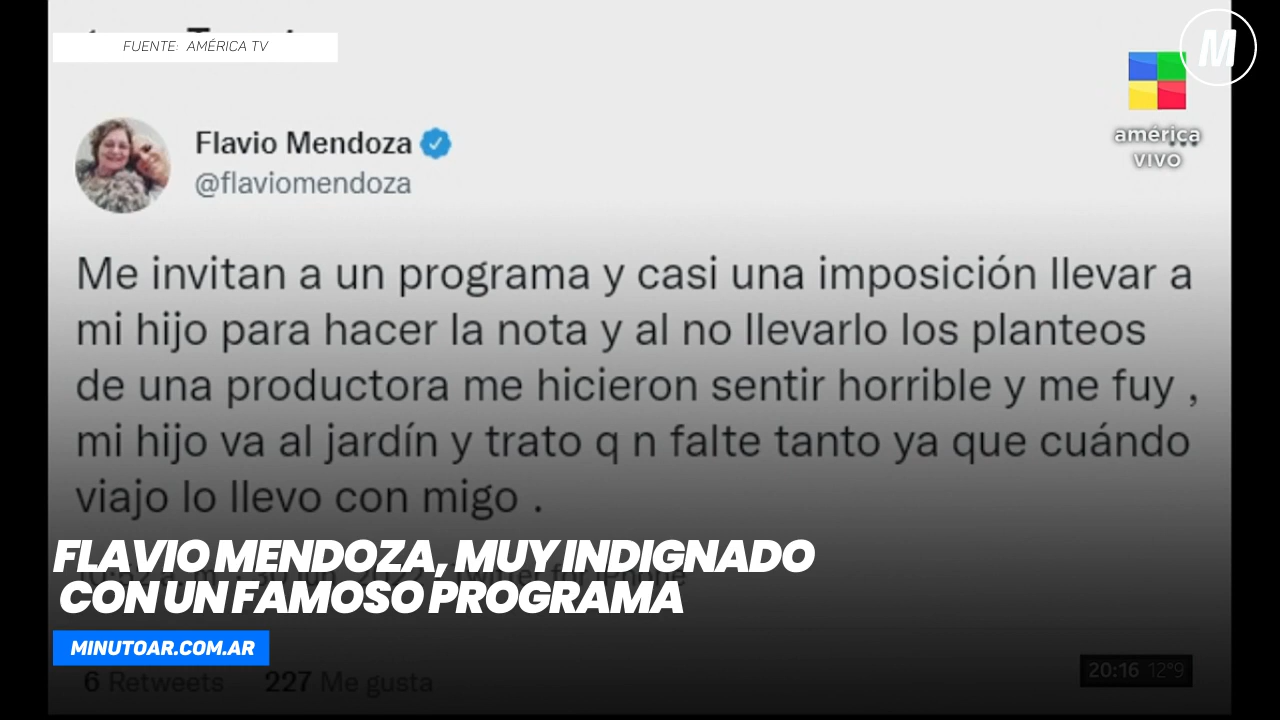 FUENTE: AMÉRICA TV
M
américa
VIVO
Flavio Mendoza
@flaviomendoza
Me invitan a un programa y casi una imposición llevar a
mi hijo para hacer la nota y al no llevarlo los planteos
de una productora me hicieron sentir horrible y me fuy ,
mi hijo va al jardín y trato q n falte tanto ya que cuándo
viajo lo llevo con migo .
FLAVIO MENDOZA, MUY INDIGNADO
CON UN FAMOSO PROGRAMA
MINUTOAR.COM.AR
6 Retweets 227 Me gusta
20:16 12°9